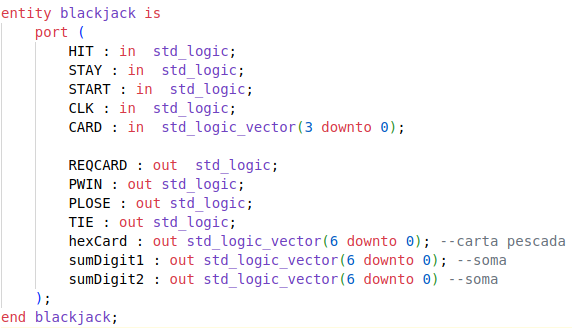 entity blackjack is
port (
HIT : in  std_logic;
STAY : in  std_logic;
START : in  std_logic;
CLK : in  std_logic;
CARD : in  std_logic_vector(3 downto 0);
REQCARD : out  std_logic;
PWIN : out std_logic;
PLOSE : out std_logic;
TIE : out std_logic;
hexCard : out std_logic_vector(6 downto 0); --carta pescada
sumDigit1 : out std_logic_vector(6 downto 0); --soma
sumDigit2 : out std_logic_vector(6 downto 0) --soma
);
end blackjack;